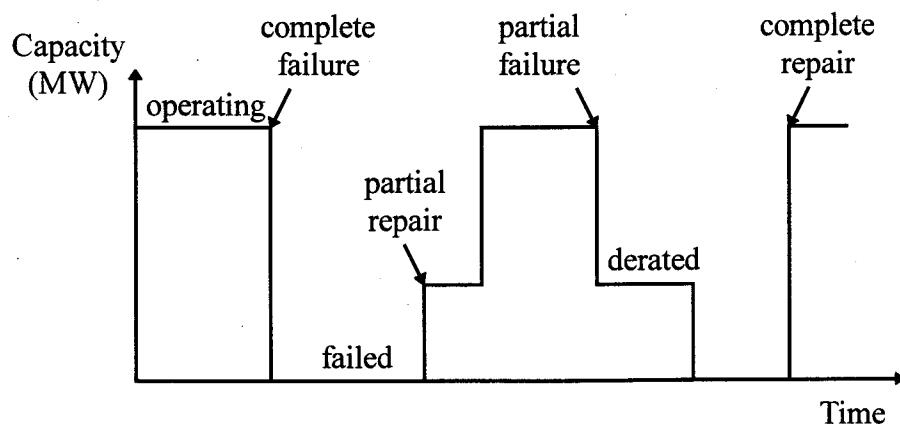 Capacity
(MW)
operating
complete
failure
partial
repair
failed
partial
failure
derated
complete
repair
Time